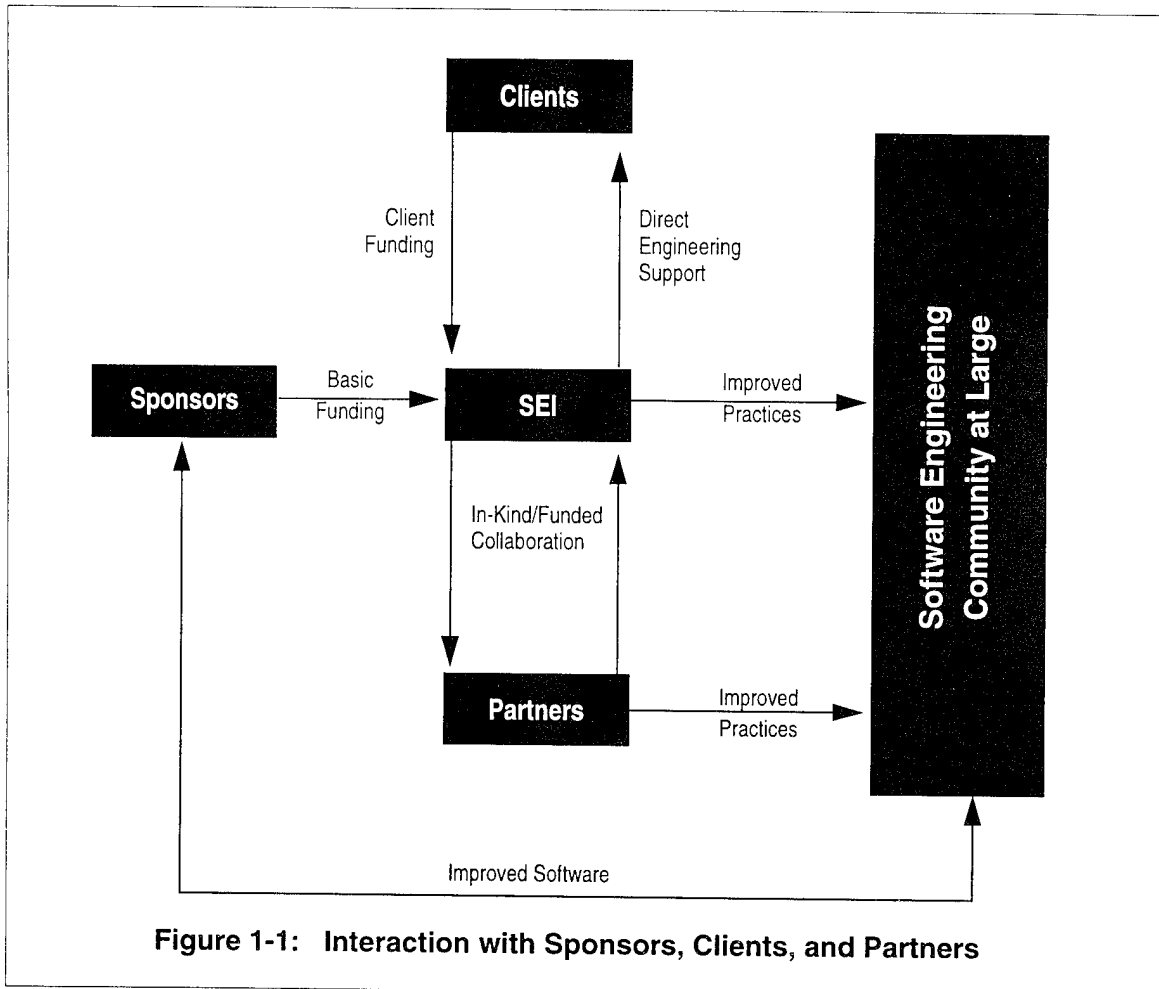 Clients
Client
Funding
Direct
Engineering
Support
Sponsors
Basic
Funding
SEI
Improved
Practices
In-Kind/Funded
Collaboration
Partners
Improved
Practices
Software Engineering
Community at Large
Improved Software
Figure 1-1: Interaction with Sponsors, Clients, and Partners